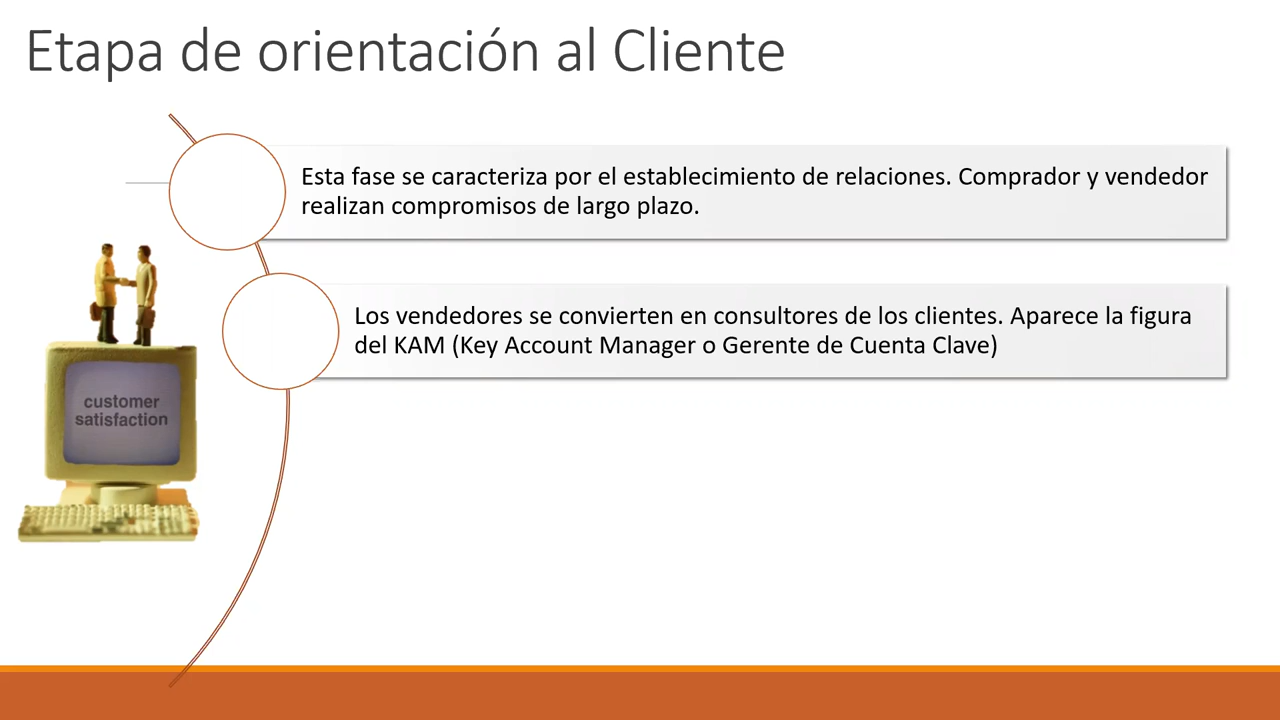 Etapa de orientación al Cliente
Esta fase se caracteriza por el establecimiento de relaciones. Comprador y vendedor
realizan compromisos de largo plazo.
Los vendedores se convierten en consultores de los clientes. Aparece la figura
del KAM (Key Account Manager o Gerente de Cuenta Clave)
customer
satisfaction